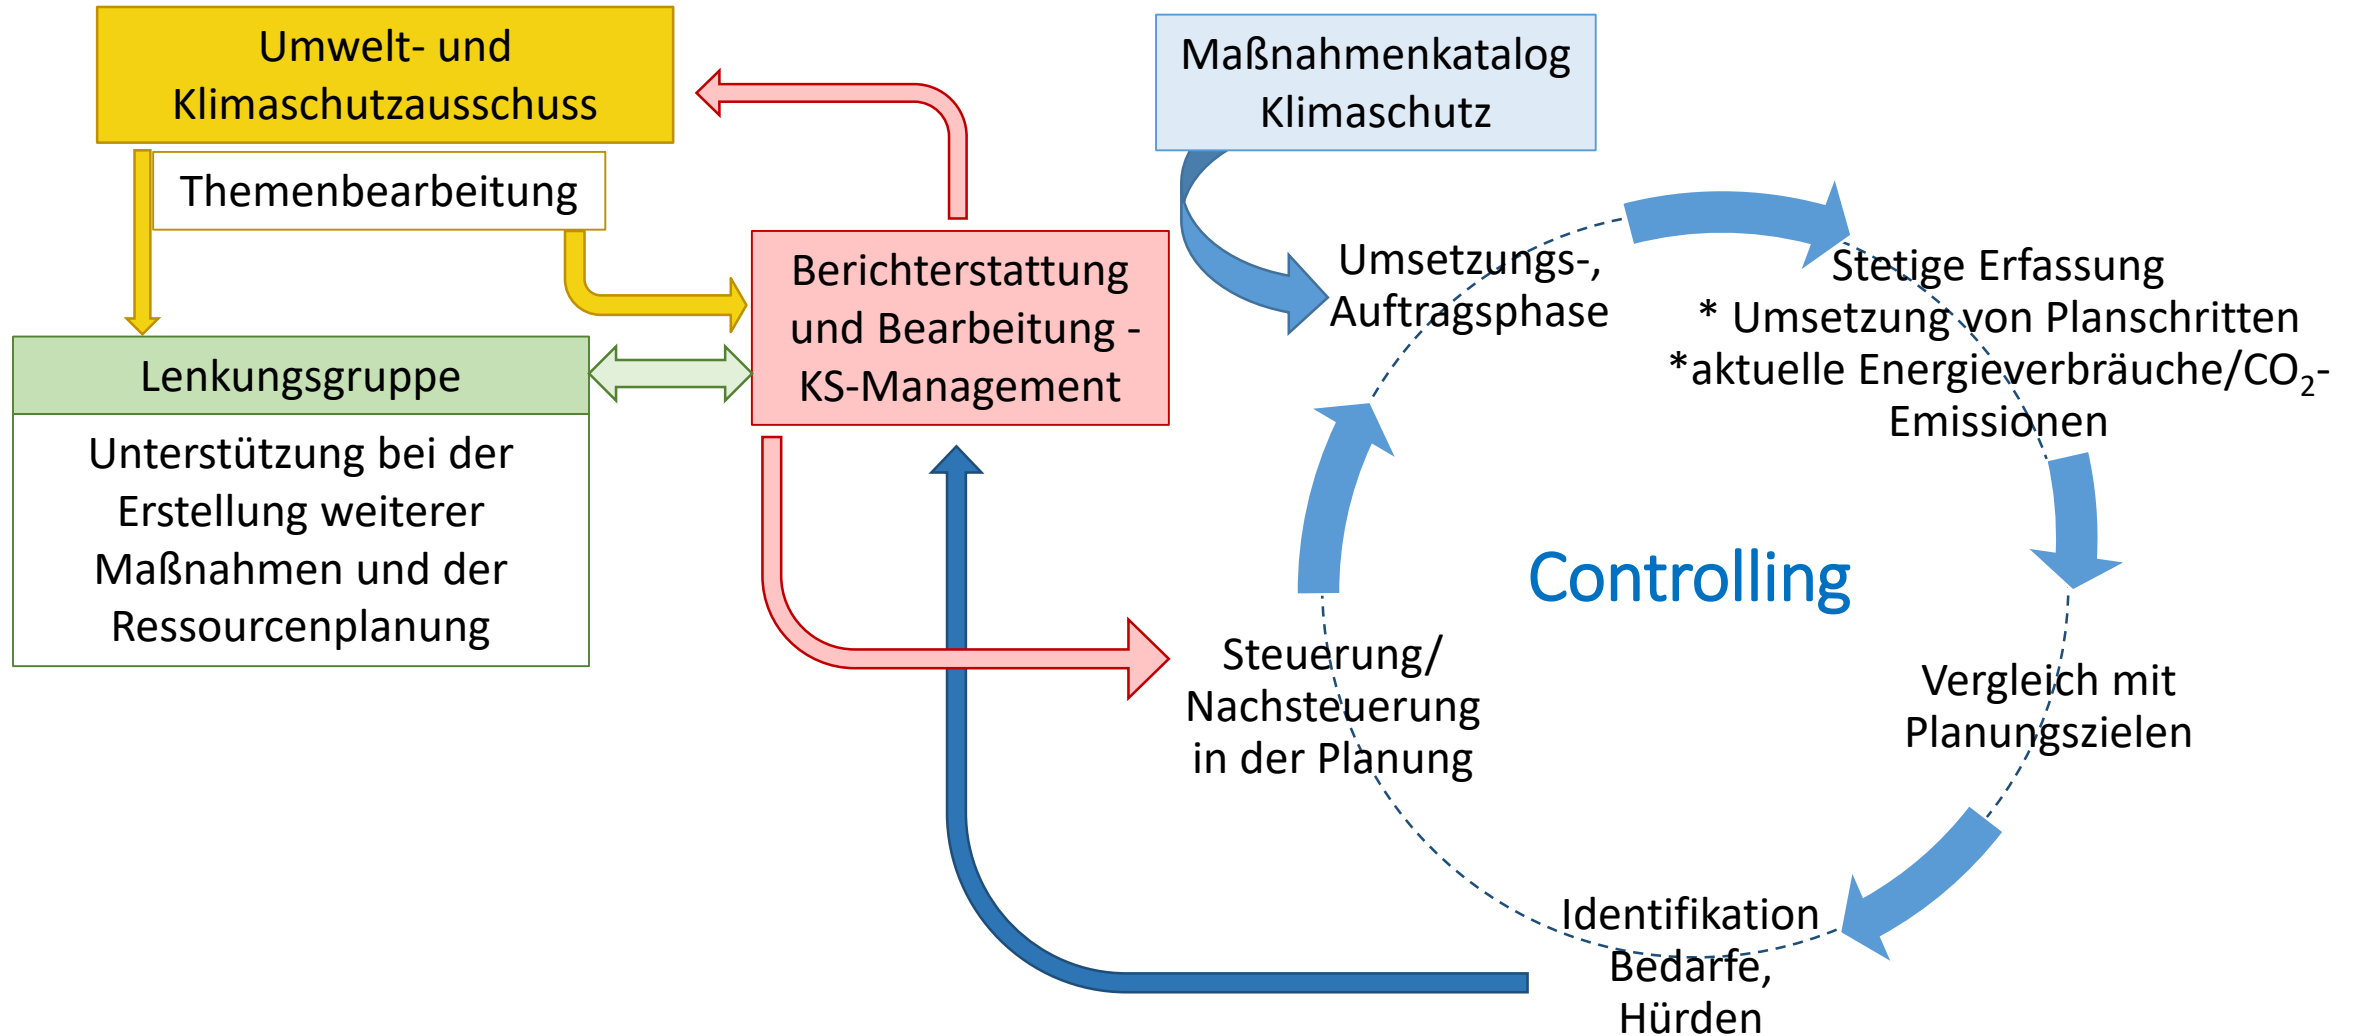 Umwelt- und
Klimaschutzausschuss
Themenbearbeitung
Lenkungsgruppe
Unterstützung bei der
Erstellung weiterer
Maßnahmen und der
Ressourcenplanung
Berichterstattung
und Bearbeitung -
KS-Management
Maßnahmenkatalog
Klimaschutz
Umsetzungs-,
Auftragsphase
Stetige Erfassung
* Umsetzung von Planschritten
*aktuelle Energieverbräuche/CO₂-
Emissionen
Controlling
Vergleich mit
Planungszielen
Identifikation
Bedarfe,
Hürden
Steuerung/
Nachsteuerung
in der Planung